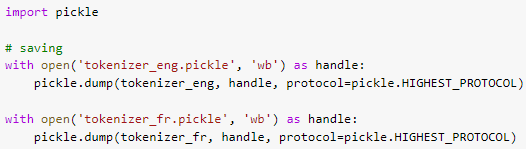 import pickle
# saving
with open('tokenizer_eng.pickle', 'wb') as handle:
    pickle.dump(tokenizer_eng, handle, protocol=pickle.HIGHEST_PROTOCOL)
with open('tokenizer_fr.pickle', 'wb') as handle:
    pickle.dump(tokenizer_fr, handle, protocol=pickle.HIGHEST_PROTOCOL)